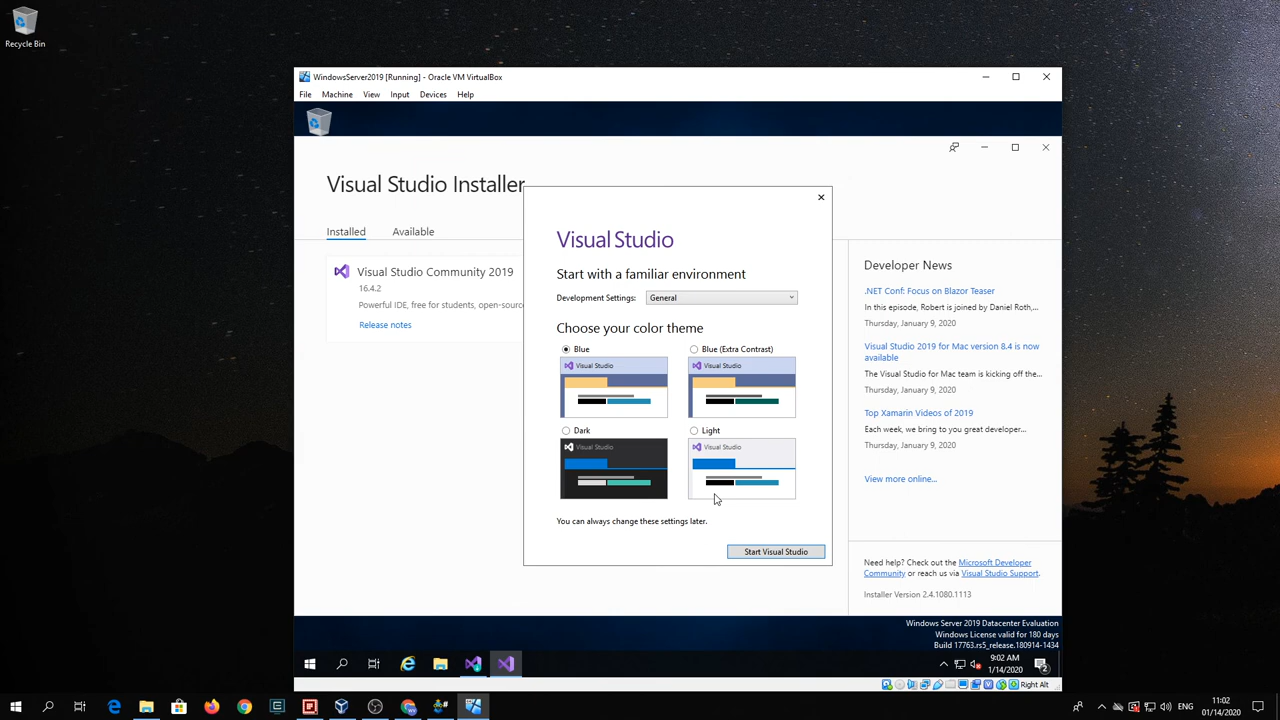 Recycle Bin
WindowsServer2019 [Running] - Oracle VM VirtualBox
File Machine View Input Devices Help
Visual Studio Installer
Installed Available
Visual Studio Community 2019
16.4.2
Powerful IDE, free for students, open-sourc
Release notes
Visual Studio
Start with a familiar environment
Development Settings: General
Choose your color theme
Blue Blue (Extra Contrast)
Visual Studio Visual Studio
Dark Light
Visual Studio Visual Studio
You can always change these settings later.
Start Visual Studio
Developer News
.NET Conf: Focus on Blazor Teaser
In this episode, Robert is joined by Daniel Roth,...
Thursday, January 9, 2020
Visual Studio 2019 for Mac version 8.4 is now
available
The Visual Studio for Mac team is kicking off the...
Thursday, January 9, 2020
Top Xamarin Videos of 2019
Each week, we bring to you great developer...
Thursday, January 9, 2020
View more online...
Need help? Check out the Microsoft Developer
Community or reach us via Visual Studio Support.
Installer Version 2.4.1080.1113
Windows Server 2019 Datacenter Evaluation
Windows License valid for 180 days
Build 17763.rs5_release.180914-1434
9:02 AM
1/14/2020
2
Right Alt
11:02
01/14/2020